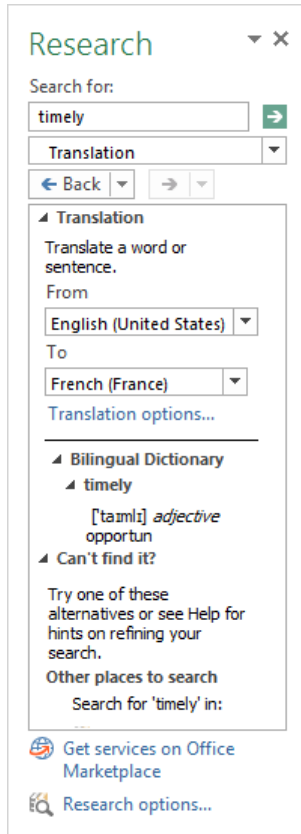 Research
Search for:
timely
Translation
Back
Translation
Translate a word or
sentence.
From
English (United States)
To
French (France)
Translation options...
Bilingual Dictionary
timely
['taɪmlɪ] adjective
opportun
Can't find it?
Try one of these
alternatives or see Help for
hints on refining your
search.
Other places to search
Search for 'timely' in:
Get services on Office
Marketplace
Research options...